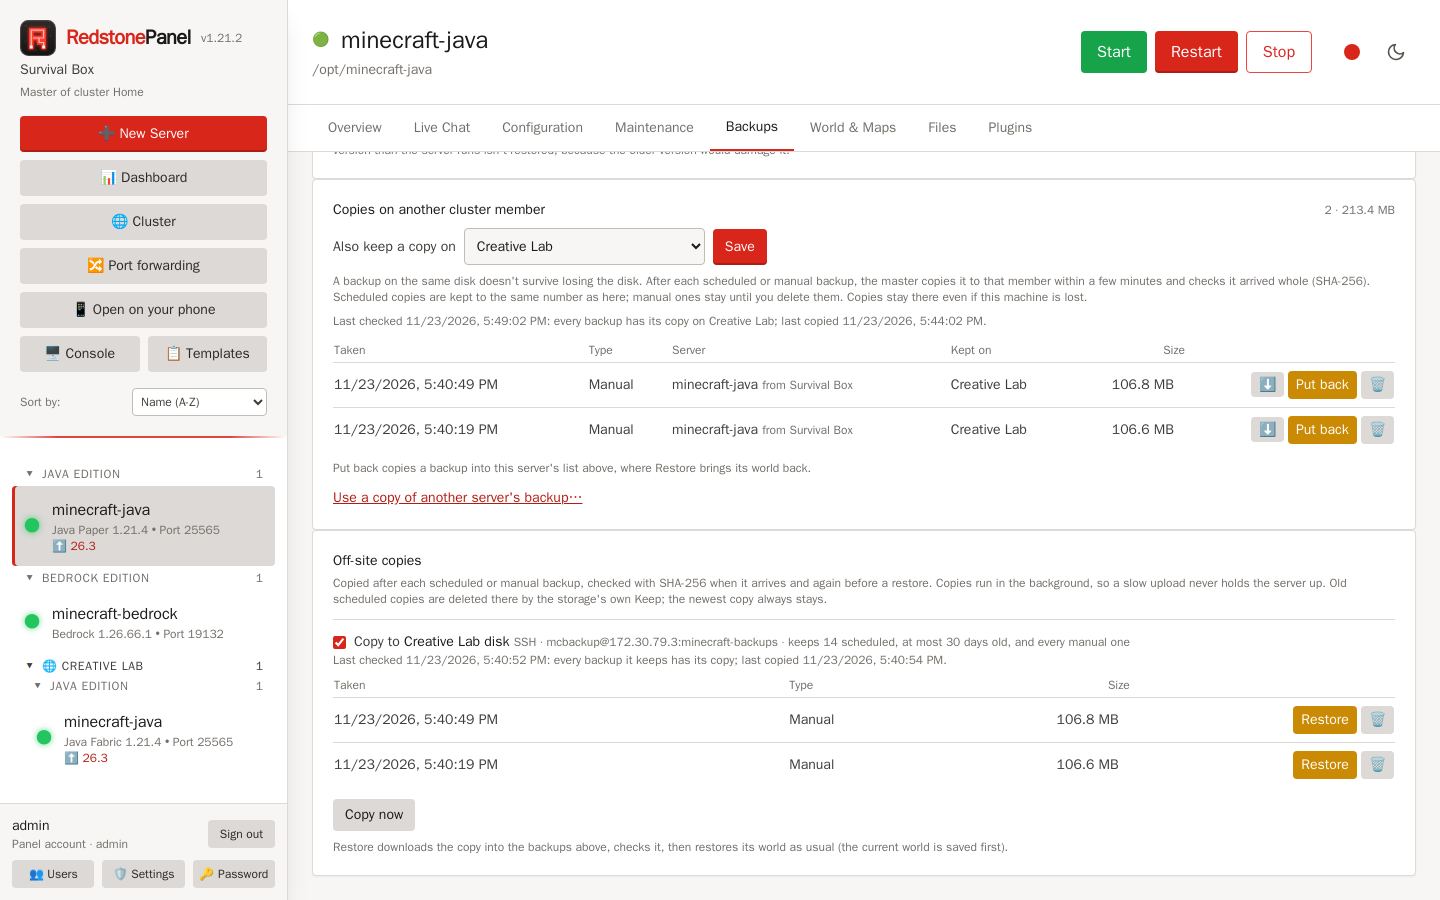 RedstonePanel v1.21.2
Survival Box
Master of cluster Home
➕ New Server
📊 Dashboard
🌐 Cluster
🔀 Port forwarding
📱 Open on your phone
🖥️ Console
📋 Templates
Sort by:
Name (A-Z)
▼ JAVA EDITION 1
minecraft-java
Java Paper 1.21.4 • Port 25565
⬆️ 26.3
▼ BEDROCK EDITION 1
minecraft-bedrock
Bedrock 1.26.66.1 • Port 19132
▼ 🌐 CREATIVE LAB 1
▼ JAVA EDITION 1
minecraft-java
Java Fabric 1.21.4 • Port 25565
⬆️ 26.3
admin
Panel account · admin
Sign out
👥 Users
🛡️ Settings
🔑 Password
minecraft-java
/opt/minecraft-java
Start
Restart
Stop
Overview
Live Chat
Configuration
Maintenance
Backups
World & Maps
Files
Plugins
version than the server runs isn't restored, because the older version would damage it.
Copies on another cluster member
2 · 213.4 MB
Also keep a copy on
Creative Lab
Save
A backup on the same disk doesn't survive losing the disk. After each scheduled or manual backup, the master copies it to that member within a few minutes and checks it arrived whole (SHA-256).
Scheduled copies are kept to the same number as here; manual ones stay until you delete them. Copies stay there even if this machine is lost.
Last checked 11/23/2026, 5:49:02 PM: every backup has its copy on Creative Lab; last copied 11/23/2026, 5:44:02 PM.
Taken Type Server Kept on Size
11/23/2026, 5:40:49 PM Manual minecraft-java from Survival Box Creative Lab 106.8 MB ⬇️ Put back 🗑️
11/23/2026, 5:40:19 PM Manual minecraft-java from Survival Box Creative Lab 106.6 MB ⬇️ Put back 🗑️
Put back copies a backup into this server's list above, where Restore brings its world back.
Use a copy of another server's backup…
Off-site copies
Copied after each scheduled or manual backup, checked with SHA-256 when it arrives and again before a restore. Copies run in the background, so a slow upload never holds the server up. Old
scheduled copies are deleted there by the storage's own Keep; the newest copy always stays.
Copy to Creative Lab disk SSH · mcbackup@172.30.79.3:minecraft-backups · keeps 14 scheduled, at most 30 days old, and every manual one
Last checked 11/23/2026, 5:40:52 PM: every backup it keeps has its copy; last copied 11/23/2026, 5:40:54 PM.
Taken Type Size
11/23/2026, 5:40:49 PM Manual 106.8 MB Restore 🗑️
11/23/2026, 5:40:19 PM Manual 106.6 MB Restore 🗑️
Copy now
Restore downloads the copy into the backups above, checks it, then restores its world as usual (the current world is saved first).